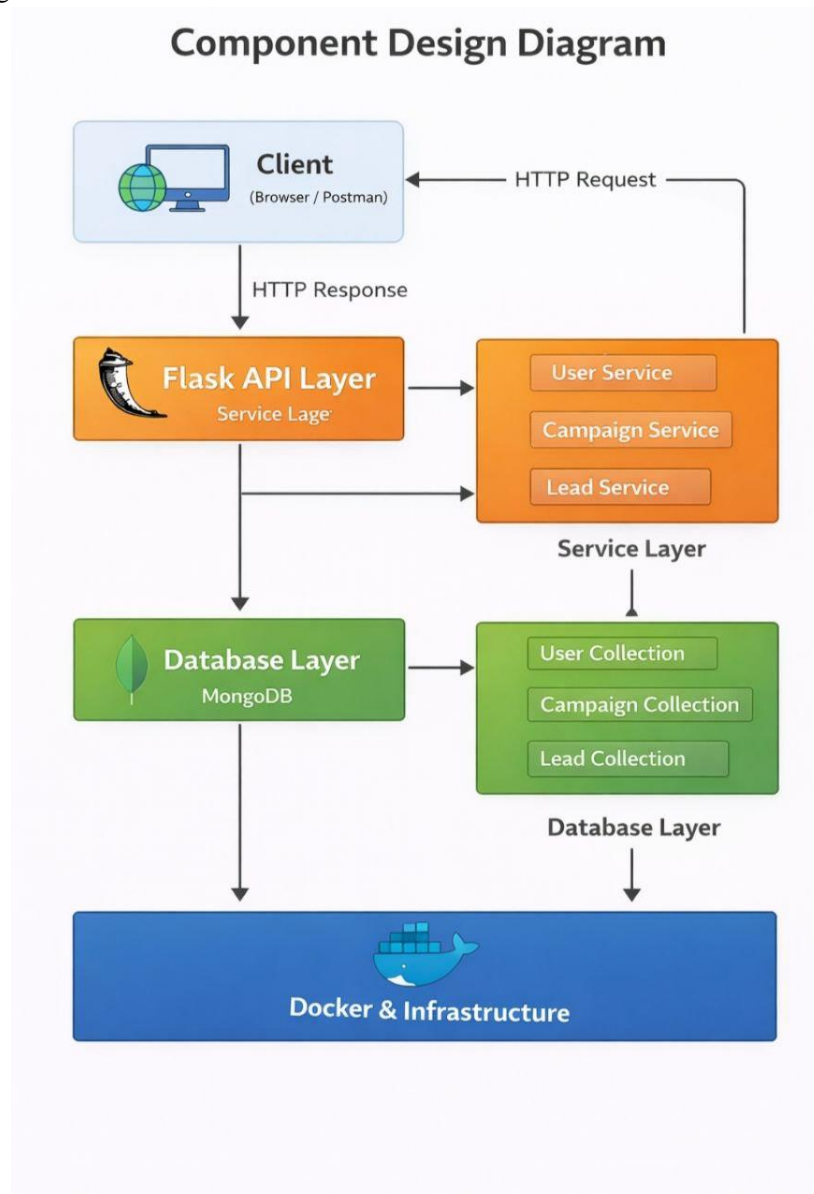 Component Design Diagram
Client
(Browser / Postman)
HTTP Request
HTTP Response
Flask API Layer
Service Lage
User Service
Campaign Service
Lead Service
Service Layer
Database Layer
MongoDB
User Collection
Campaign Collection
Lead Collection
Database Layer
Docker & Infrastructure